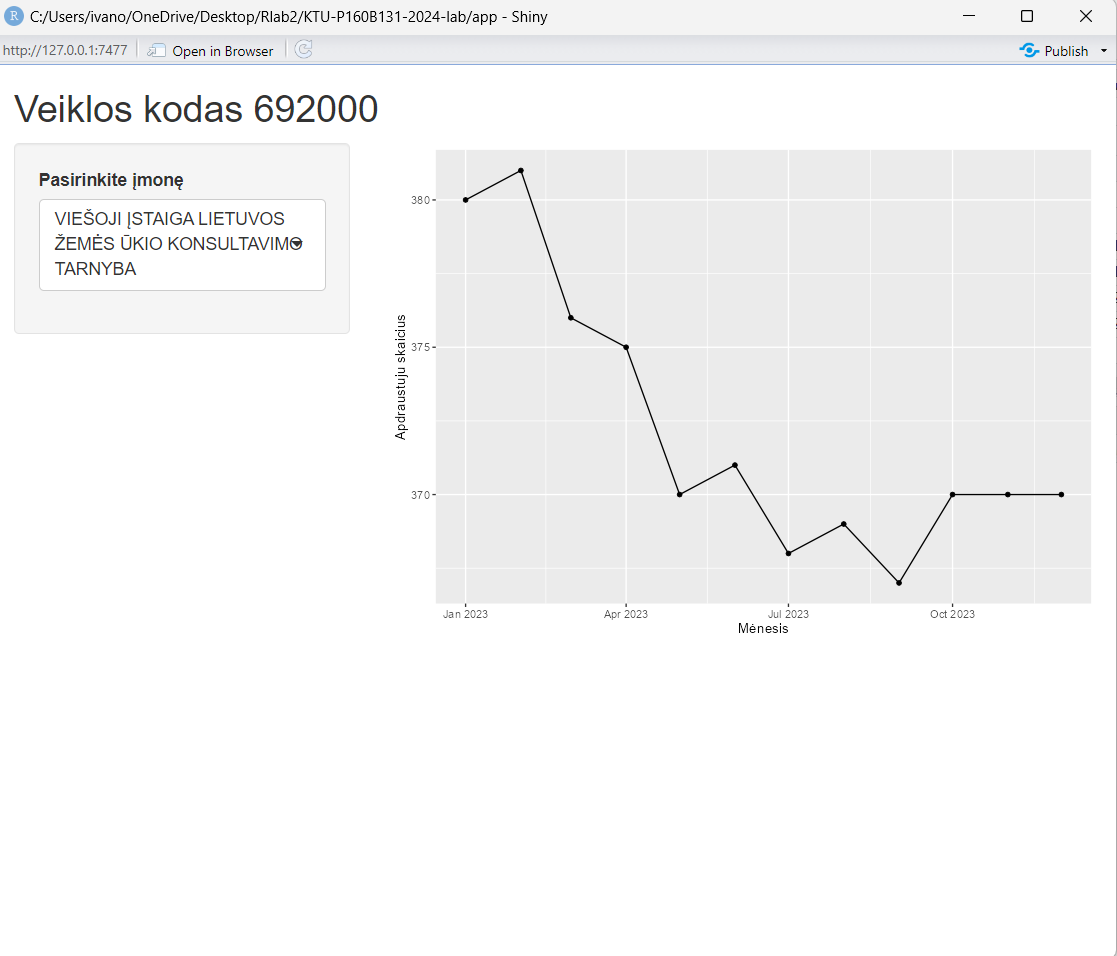 C:/Users/ivano/OneDrive/Desktop/Rlab2/KTU-P160B131-2024-lab/app - Shiny
http://127.0.0.1:7477 Open in Browser Publish
Veiklos kodas 692000
Pasirinkite įmonę
VIEŠOJI ĮSTAIGA LIETUVOS
ŽEMĖS ŪKIO KONSULTAVIMO
TARNYBA
Apdraustuju skaicius
380
375
370
Jan 2023 Apr 2023 Jul 2023 Oct 2023
Mėnesis